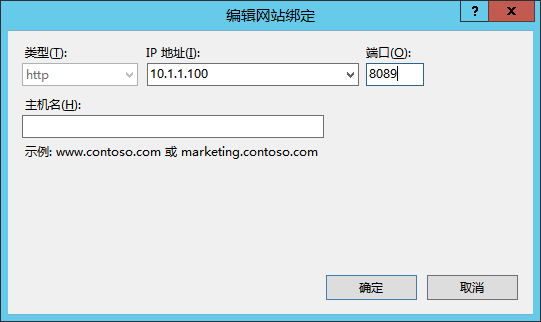 编辑网站绑定
? x
类型(T): IP 地址(I): 端口(O):
http 10.1.1.100 8089
主机名(H):
示例: www.contoso.com 或 marketing.contoso.com
确定 取消